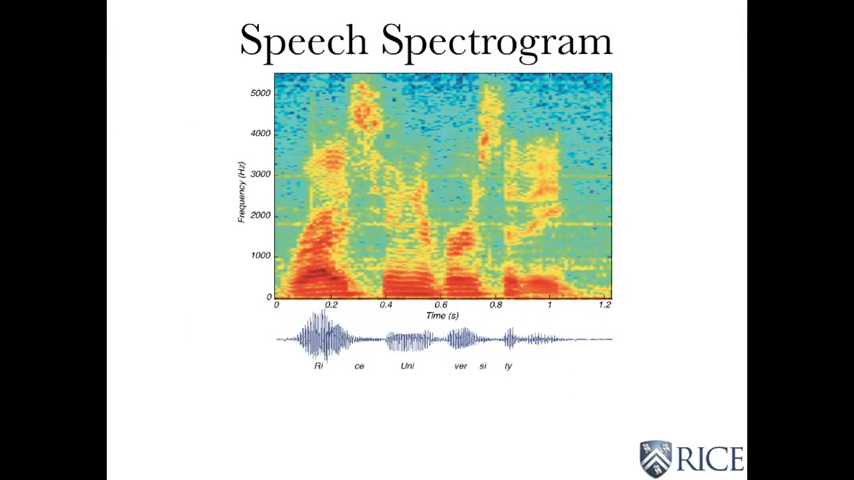 Speech Spectrogram
5000
4000
3000
2000
1000
0
Frequency (Hz)
0 0.2 0.4 0.6 0.8 1 1.2
Time (s)
Ri ce Uni ver si ty
RICE